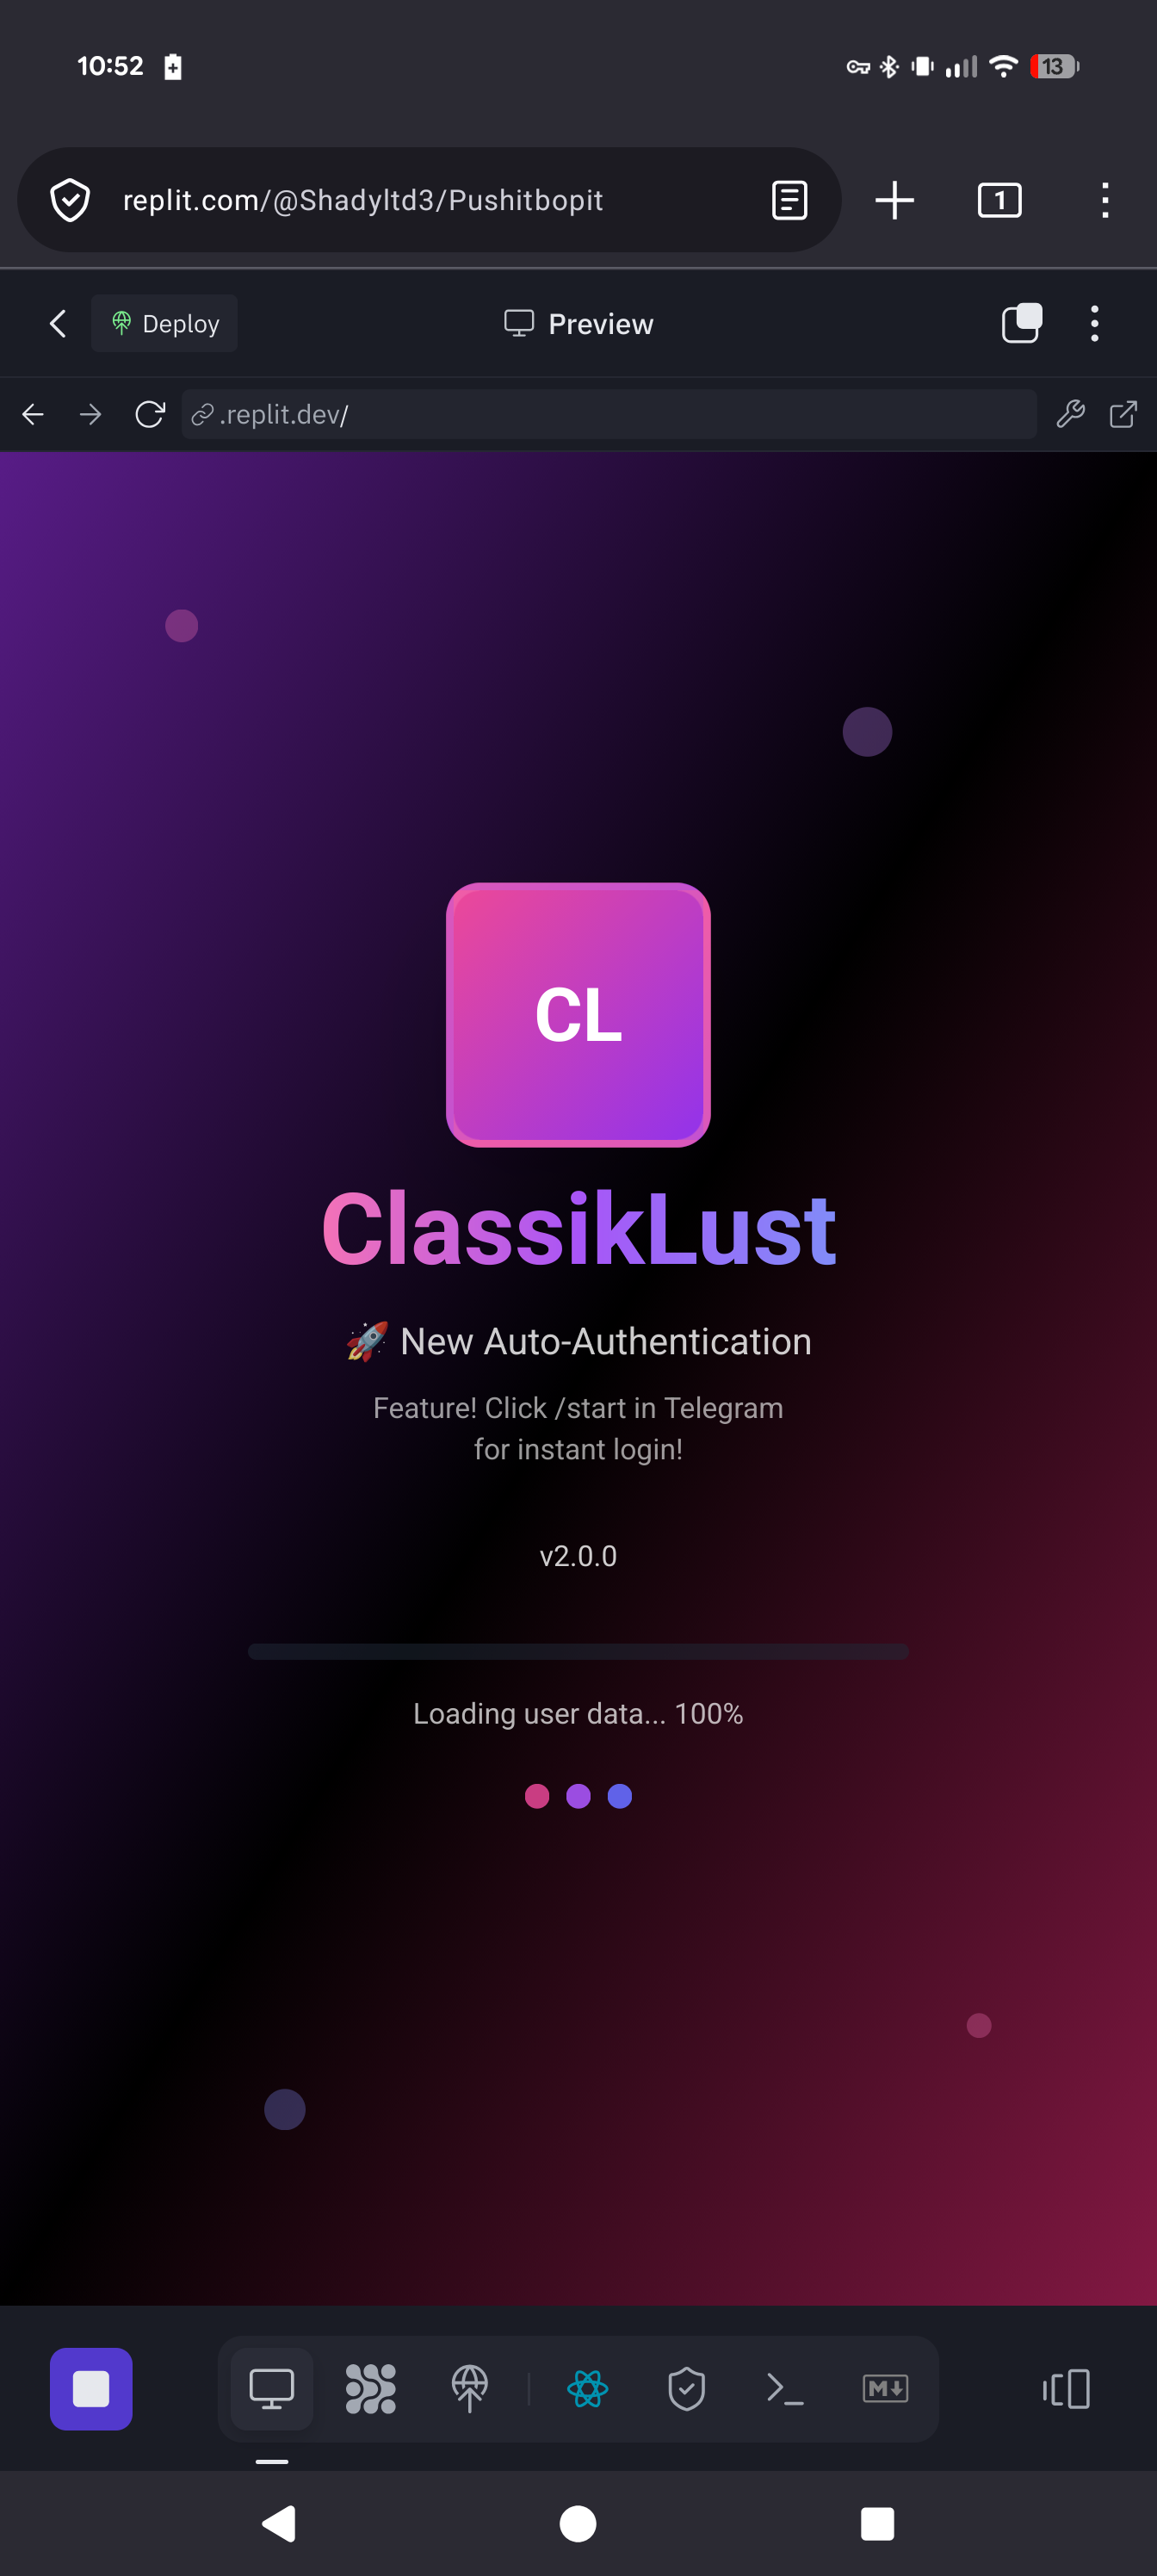 10:52
13
replit.com/@Shadyltd3/Pushitbopit
1
Deploy
Preview
.replit.dev/
CL
ClassikLust
🚀 New Auto-Authentication
Feature! Click /start in Telegram
for instant login!
v2.0.0
Loading user data... 100%
M